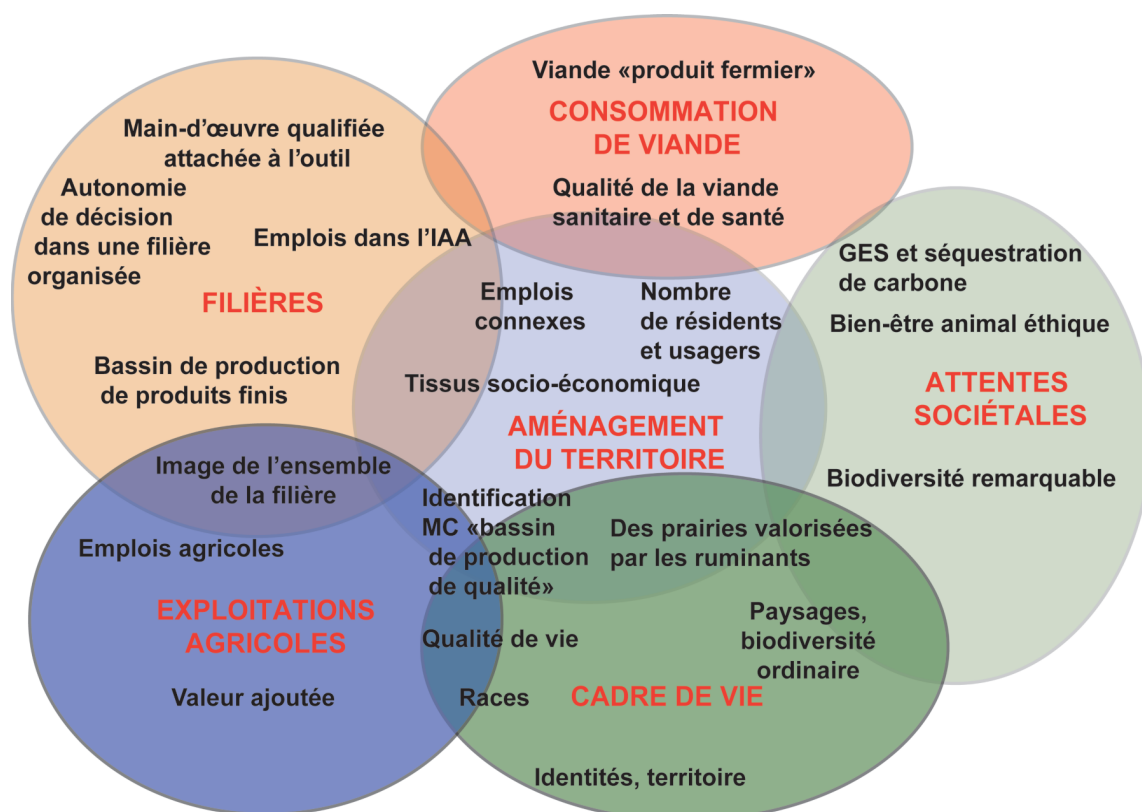 Viande «produit fermier»
CONSOMMATION
DE VIANDE
Qualité de la viande
sanitaire et de santé
Main-d’œuvre qualifiée
attachée à l’outil
Autonomie
de décision
dans une filière
organisée
Emplois dans l’IAA
FILIÈRES
Bassin de production
de produits finis
Emplois
connexes
Nombre
de résidents
et usagers
Tissus socio-économique
AMÉNAGEMENT
DU TERRITOIRE
GES et séquestration
de carbone
Bien-être animal éthique
ATTENTES
SOCIÉTALES
Biodiversité remarquable
Image de l’ensemble
de la filière
Emplois agricoles
EXPLOITATIONS
AGRICOLES
Valeur ajoutée
Identification
MC «bassin
de production
de qualité»
Des prairies valorisées
par les ruminants
Qualité de vie
Races
Paysages,
biodiversité
ordinaire
CADRE DE VIE
Identités, territoire